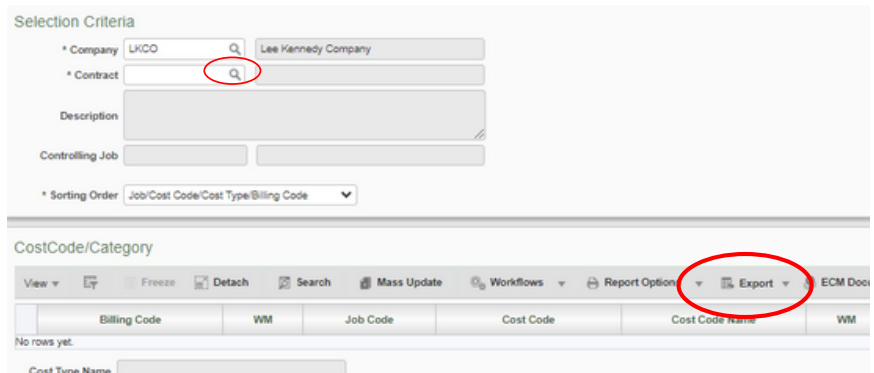 Selection Criteria
* Company LKCO Lee Kennedy Company
* Contract
Description
Controlling Job
* Sorting Order Job/Cost Code/Cost Type/Billing Code
CostCode/Category
View Freeze Detach Search Mass Update Workflows Report Options Export ECM Docu
Billing Code WM Job Code Cost Code Cost Code Name WM
No rows yet.
Cost Type Name